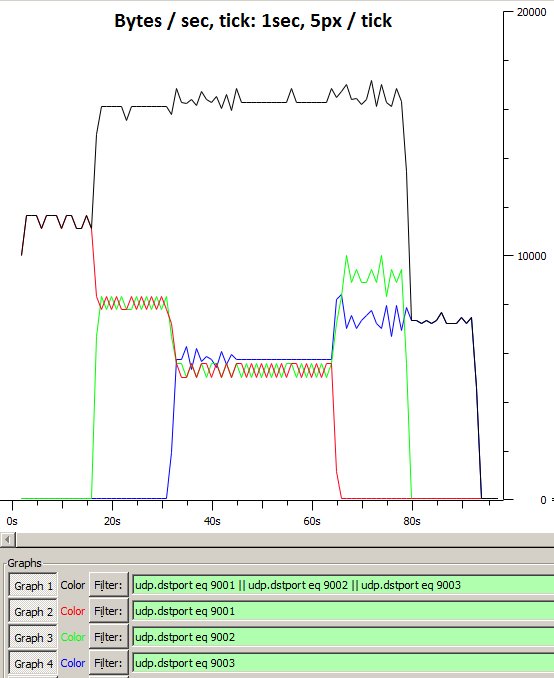 Bytes / sec, tick: 1sec, 5px / tick
20000
10000
0
0s 20s 40s 60s 80s
Graphs
Graph 1 Color Filter: udp.dstport eq 9001 || udp.dstport eq 9002 || udp.dstport eq 9003
Graph 2 Color Filter: udp.dstport eq 9001
Graph 3 Color Filter: udp.dstport eq 9002
Graph 4 Color Filter: udp.dstport eq 9003